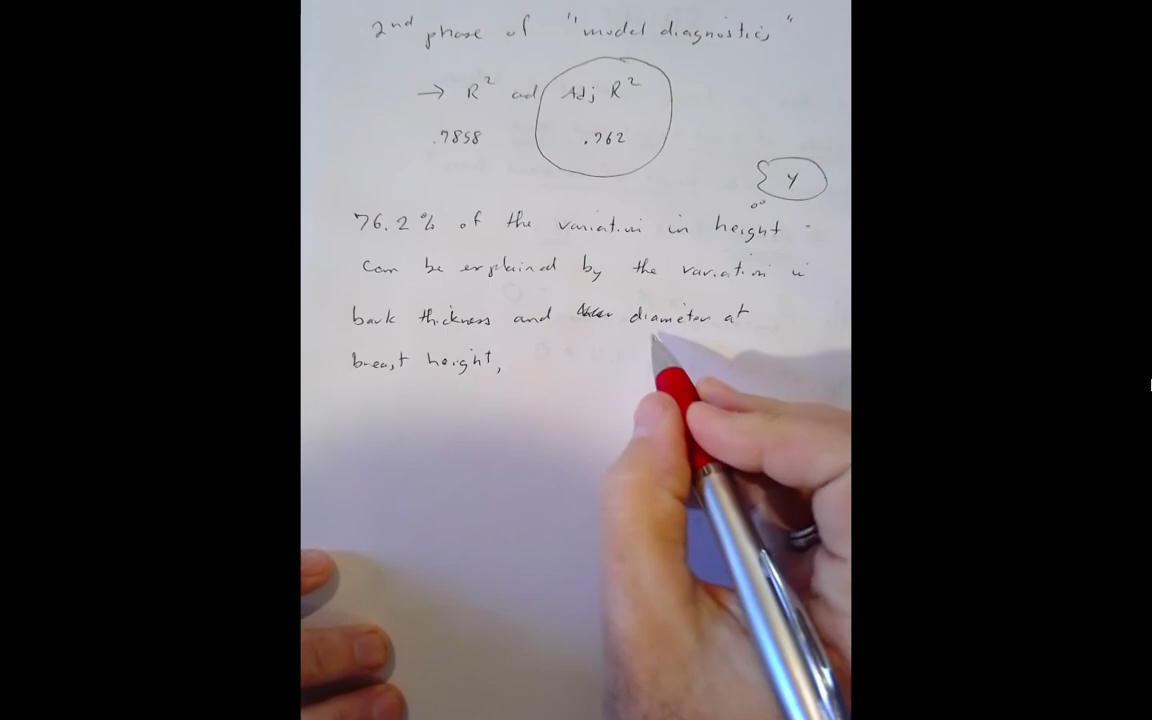 2nd phase of "model diagnostics"
→ R² and Adj R²
.7858 .762
Y
76.2% of the variation in height
can be explained by the variation in
bark thickness and diameter at
breast height,